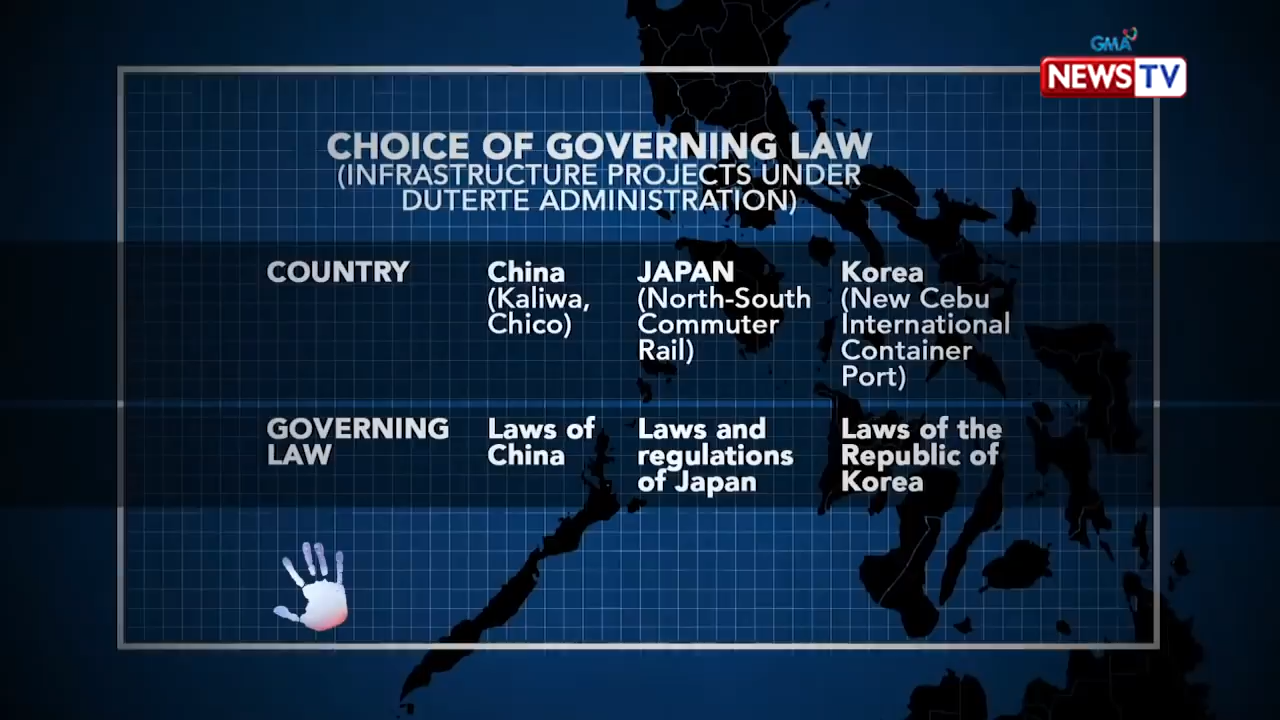 GMA
NEWS TV
CHOICE OF GOVERNING LAW
(INFRASTRUCTURE PROJECTS UNDER
DUTERTE ADMINISTRATION)
COUNTRY
China
(Kaliwa,
Chico)
JAPAN
(North-South
Commuter
Rail)
Korea
(New Cebu
International
Container
Port)
GOVERNING
LAW
Laws of
China
Laws and
regulations
of Japan
Laws of the
Republic of
Korea